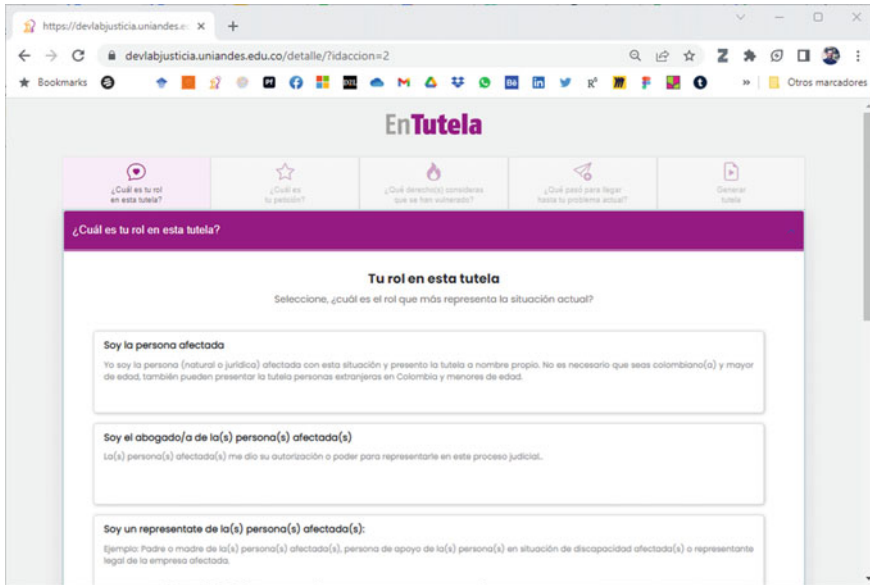 https://devlabjusticia.uniandes.e
devlabjusticia.uniandes.edu.co/detalle/?idaccion=2
Bookmarks
Otros marcadores
EnTutela
¿Cuál es tu rol
en esta tutela?
¿Cuál es
tu petición?
¿Qué derecho(s) consideras
que se han vulnerado?
¿Qué pasó para llegar
hasta tu problema actual?
Generar
tutela
¿Cuál es tu rol en esta tutela?
Tu rol en esta tutela
Seleccione, ¿cuál es el rol que más representa la situación actual?
Soy la persona afectada
Yo soy la persona (natural o jurídica) afectada con esta situación y presento la tutela a nombre propio. No es necesario que seas colombiano(a) y mayor
de edad, también pueden presentar la tutela personas extranjeras en Colombia y menores de edad.
Soy el abogado/a de la(s) persona(s) afectada(s)
La(s) persona(s) afectada(s) me dio su autorización o poder para representarle en este proceso judicial..
Soy un represetate de la(s) persona(s) afectada(s):
Ejemplo: Padre o madre de la(s) persona(s) afectada(s), persona de apoyo de la(s) persona(s) en situación de discapacidad afectada(s) o representante
legal de la empresa afectada.